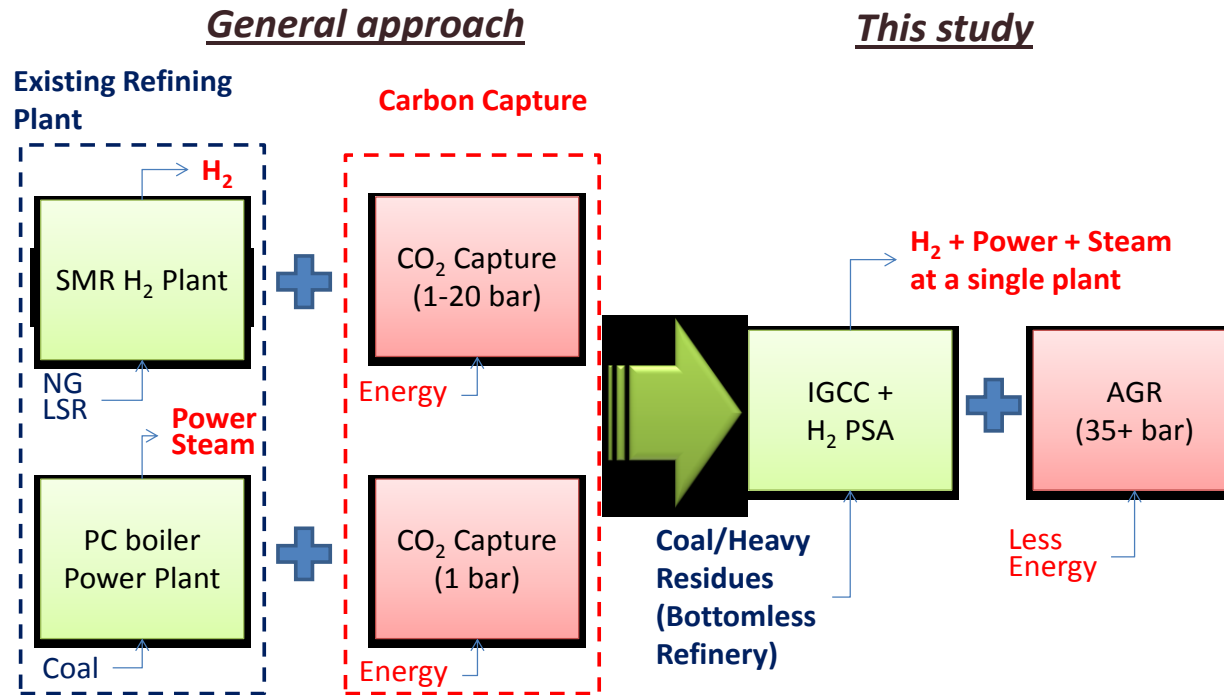 General approach
This study
Existing Refining
Plant
Carbon Capture
H₂
SMR H₂ Plant
NG
LSR
CO₂ Capture
(1-20 bar)
Energy
Power
Steam
PC boiler
Power Plant
Coal
CO₂ Capture
(1 bar)
Energy
H₂ + Power + Steam
at a single plant
IGCC +
H₂ PSA
Coal/Heavy
Residues
(Bottomless
Refinery)
AGR
(35+ bar)
Less
Energy